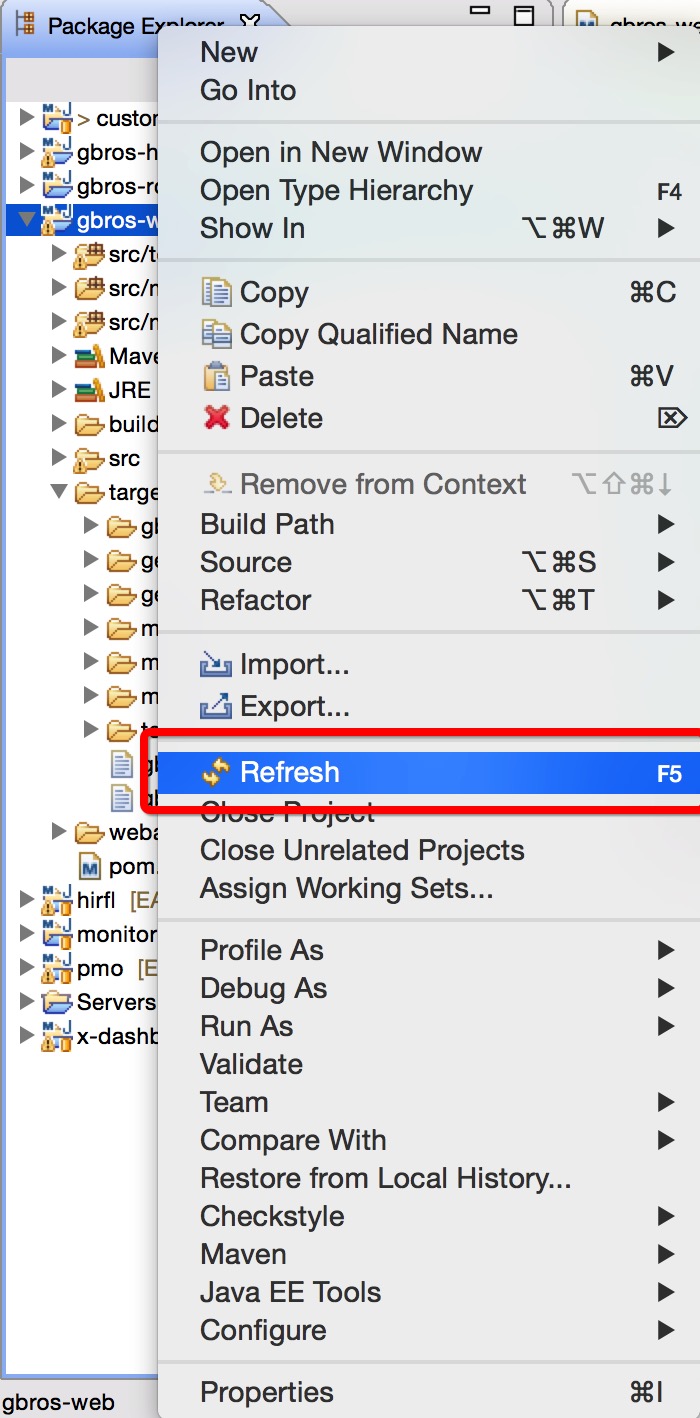 Package Explorer
gbros-we
New
Go Into
Open in New Window
Open Type Hierarchy F4
Show In ⌥⌘W
Copy ⌘C
Copy Qualified Name
Paste ⌘V
Delete ⌦
Remove from Context ⌥⇧⌘↓
Build Path
Source ⌥⌘S
Refactor ⌥⌘T
Import...
Export...
Refresh F5
Close Project
Close Unrelated Projects
Assign Working Sets...
Profile As
Debug As
Run As
Validate
Team
Compare With
Restore from Local History...
Checkstyle
Maven
Java EE Tools
Configure
Properties ⌘I
> custor
gbros-h
gbros-ro
gbros-w
src/t
src/m
src/m
Mave
JRE
build
src
targe
gb
ge
ge
m
m
m
te
gb
gb
weba
pom.
hirfl [EA
monitor
pmo [E
Servers
x-dashb
gbros-web